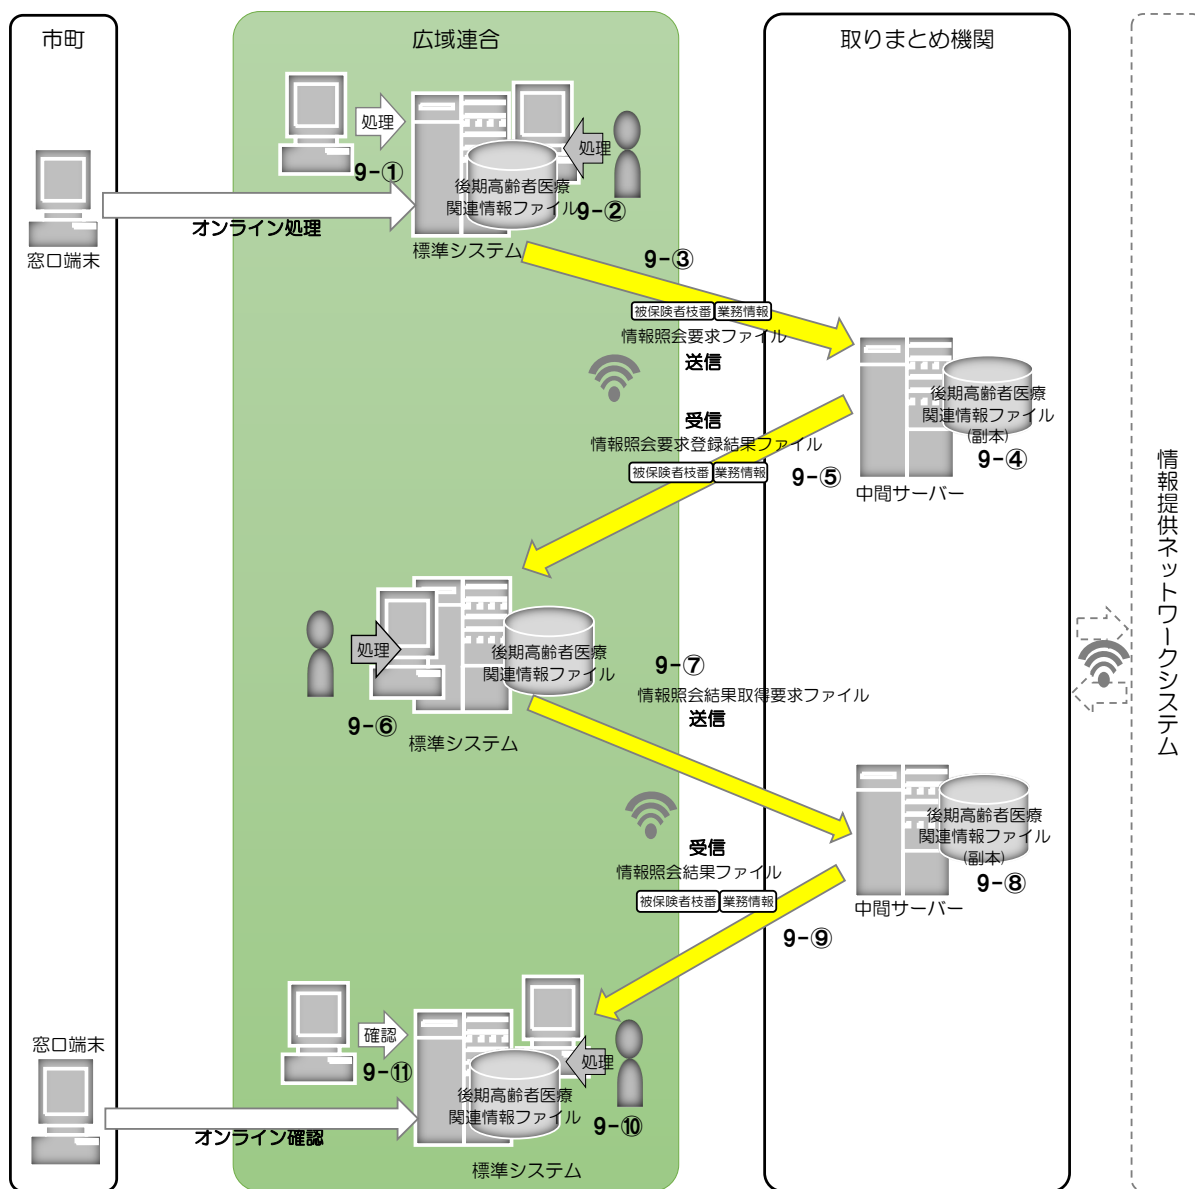 市町
広域連合
取りまとめ機関
処理
9-①
処理
後期高齢者医療
関連情報ファイル
9-②
オンライン処理
標準システム
窓口端末
9-③
被保険者枝番
業務情報
情報照会要求ファイル
送信
後期高齢者医療
関連情報ファイル
(副本)
9-④
中間サーバー
受信
情報照会要求登録結果ファイル
被保険者枝番
業務情報
9-⑤
情報提供ネットワークシステム
処理
後期高齢者医療
関連情報ファイル
9-⑥
標準システム
9-⑦
情報照会結果取得要求ファイル
送信
後期高齢者医療
関連情報ファイル
(副本)
9-⑧
中間サーバー
受信
情報照会結果ファイル
被保険者枝番
業務情報
9-⑨
窓口端末
確認
9-⑪
処理
後期高齢者医療
関連情報ファイル
9-⑩
オンライン確認
標準システム